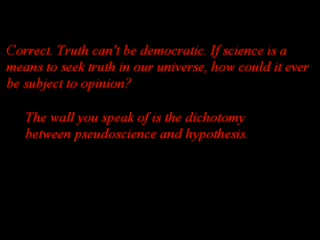 Correct. Truth can't be democratic. If science is a
means to seek truth in our universe, how could it ever
be subject to opinion?
The wall you speak of is the dichotomy
between pseudoscience and hypothesis.